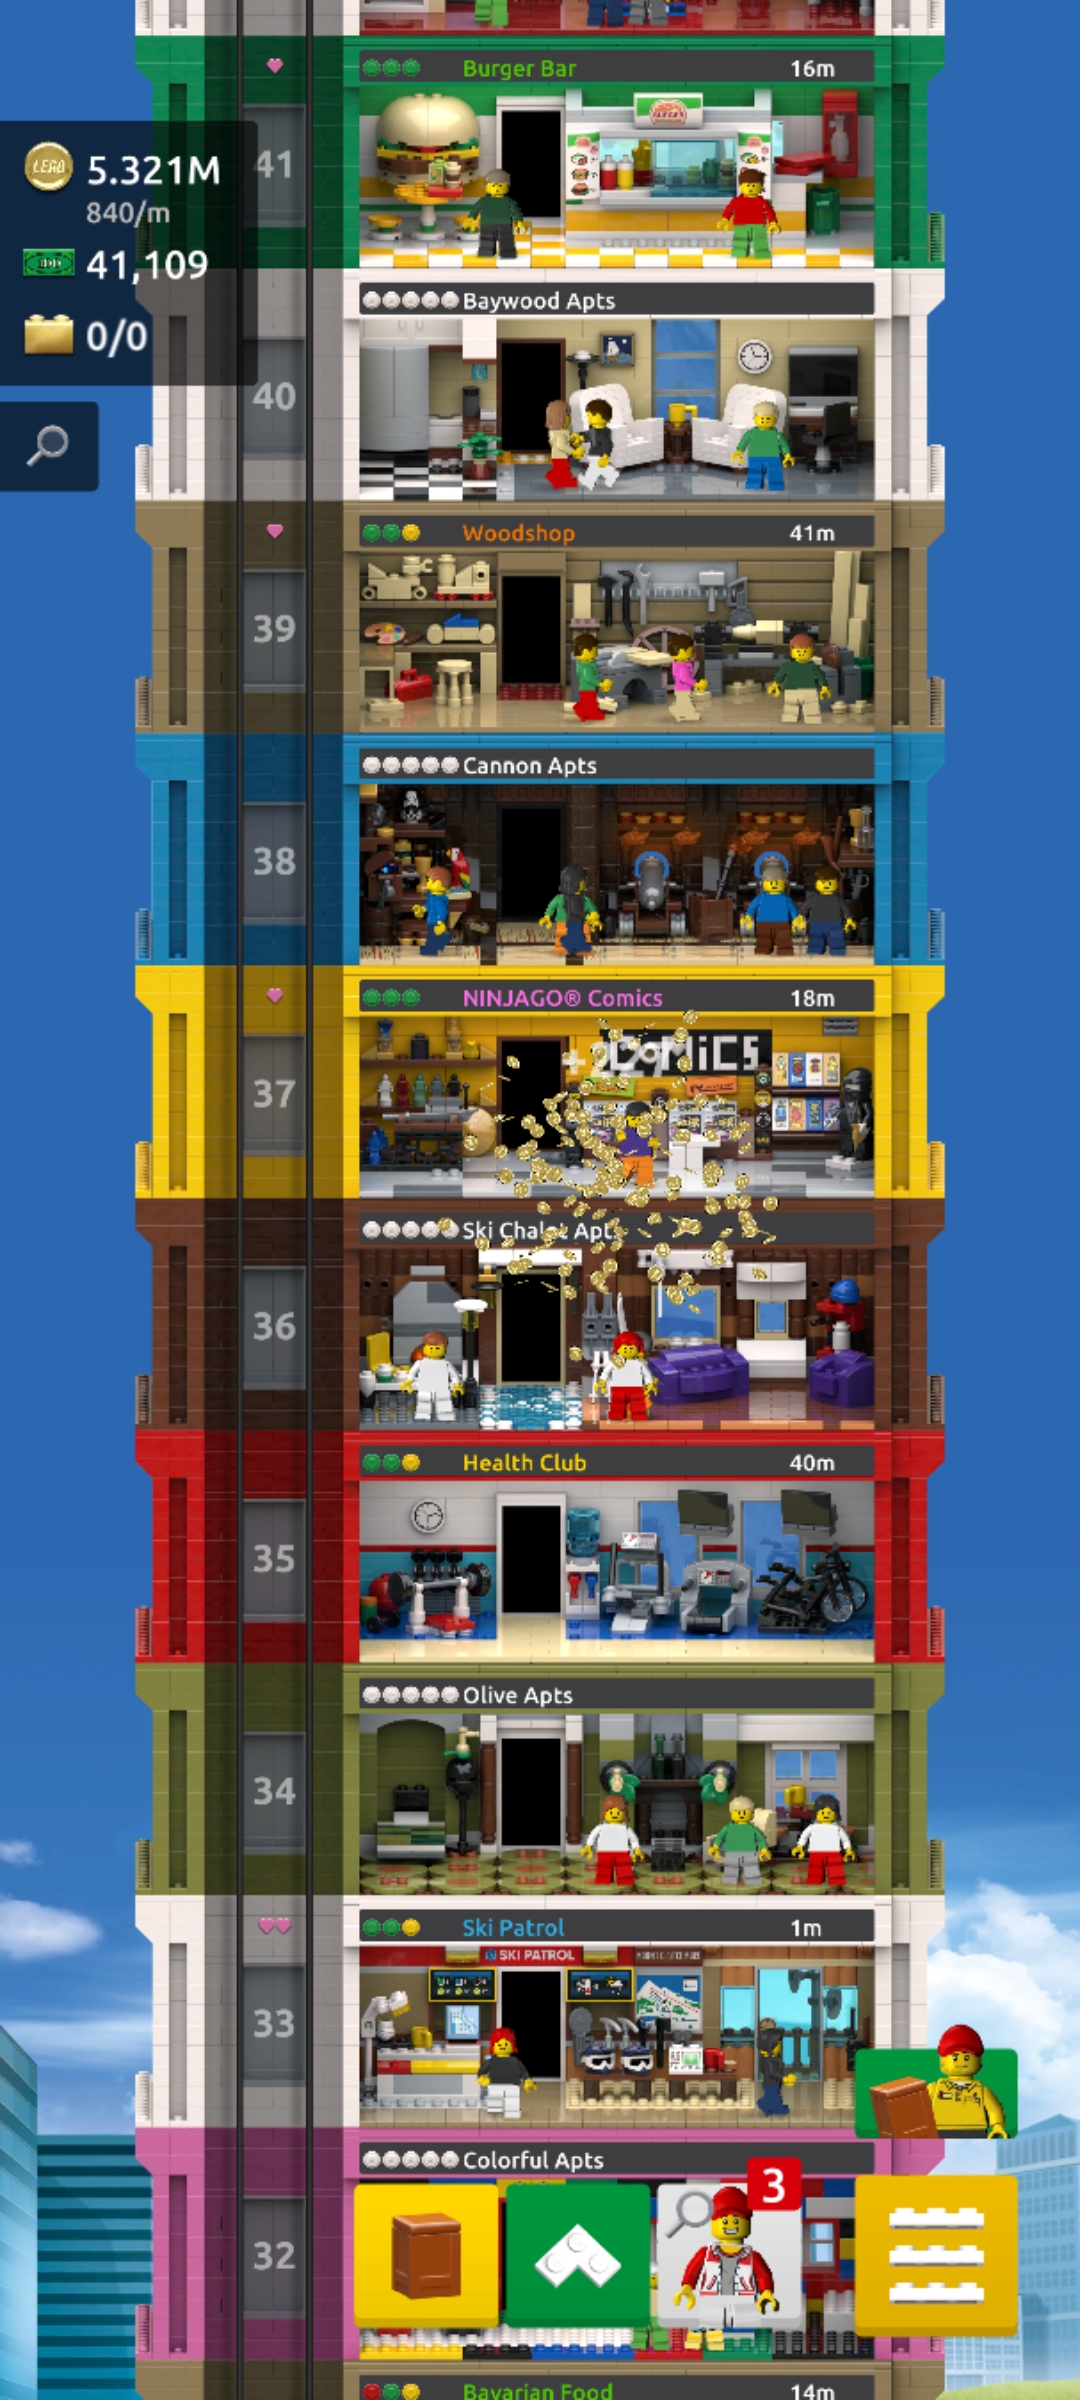 Burger Bar 16m
41
LEGO 5.321M
840/m
41,109
0/0
Baywood Apts
40
Woodshop 41m
39
Cannon Apts
38
NINJAGO® Comics 18m
COMiCS
37
Ski Chalet Apts
36
Health Club 40m
35
Olive Apts
34
Ski Patrol 1m
SKI PATROL
33
Colorful Apts
3
32
Bavarian Food 14m